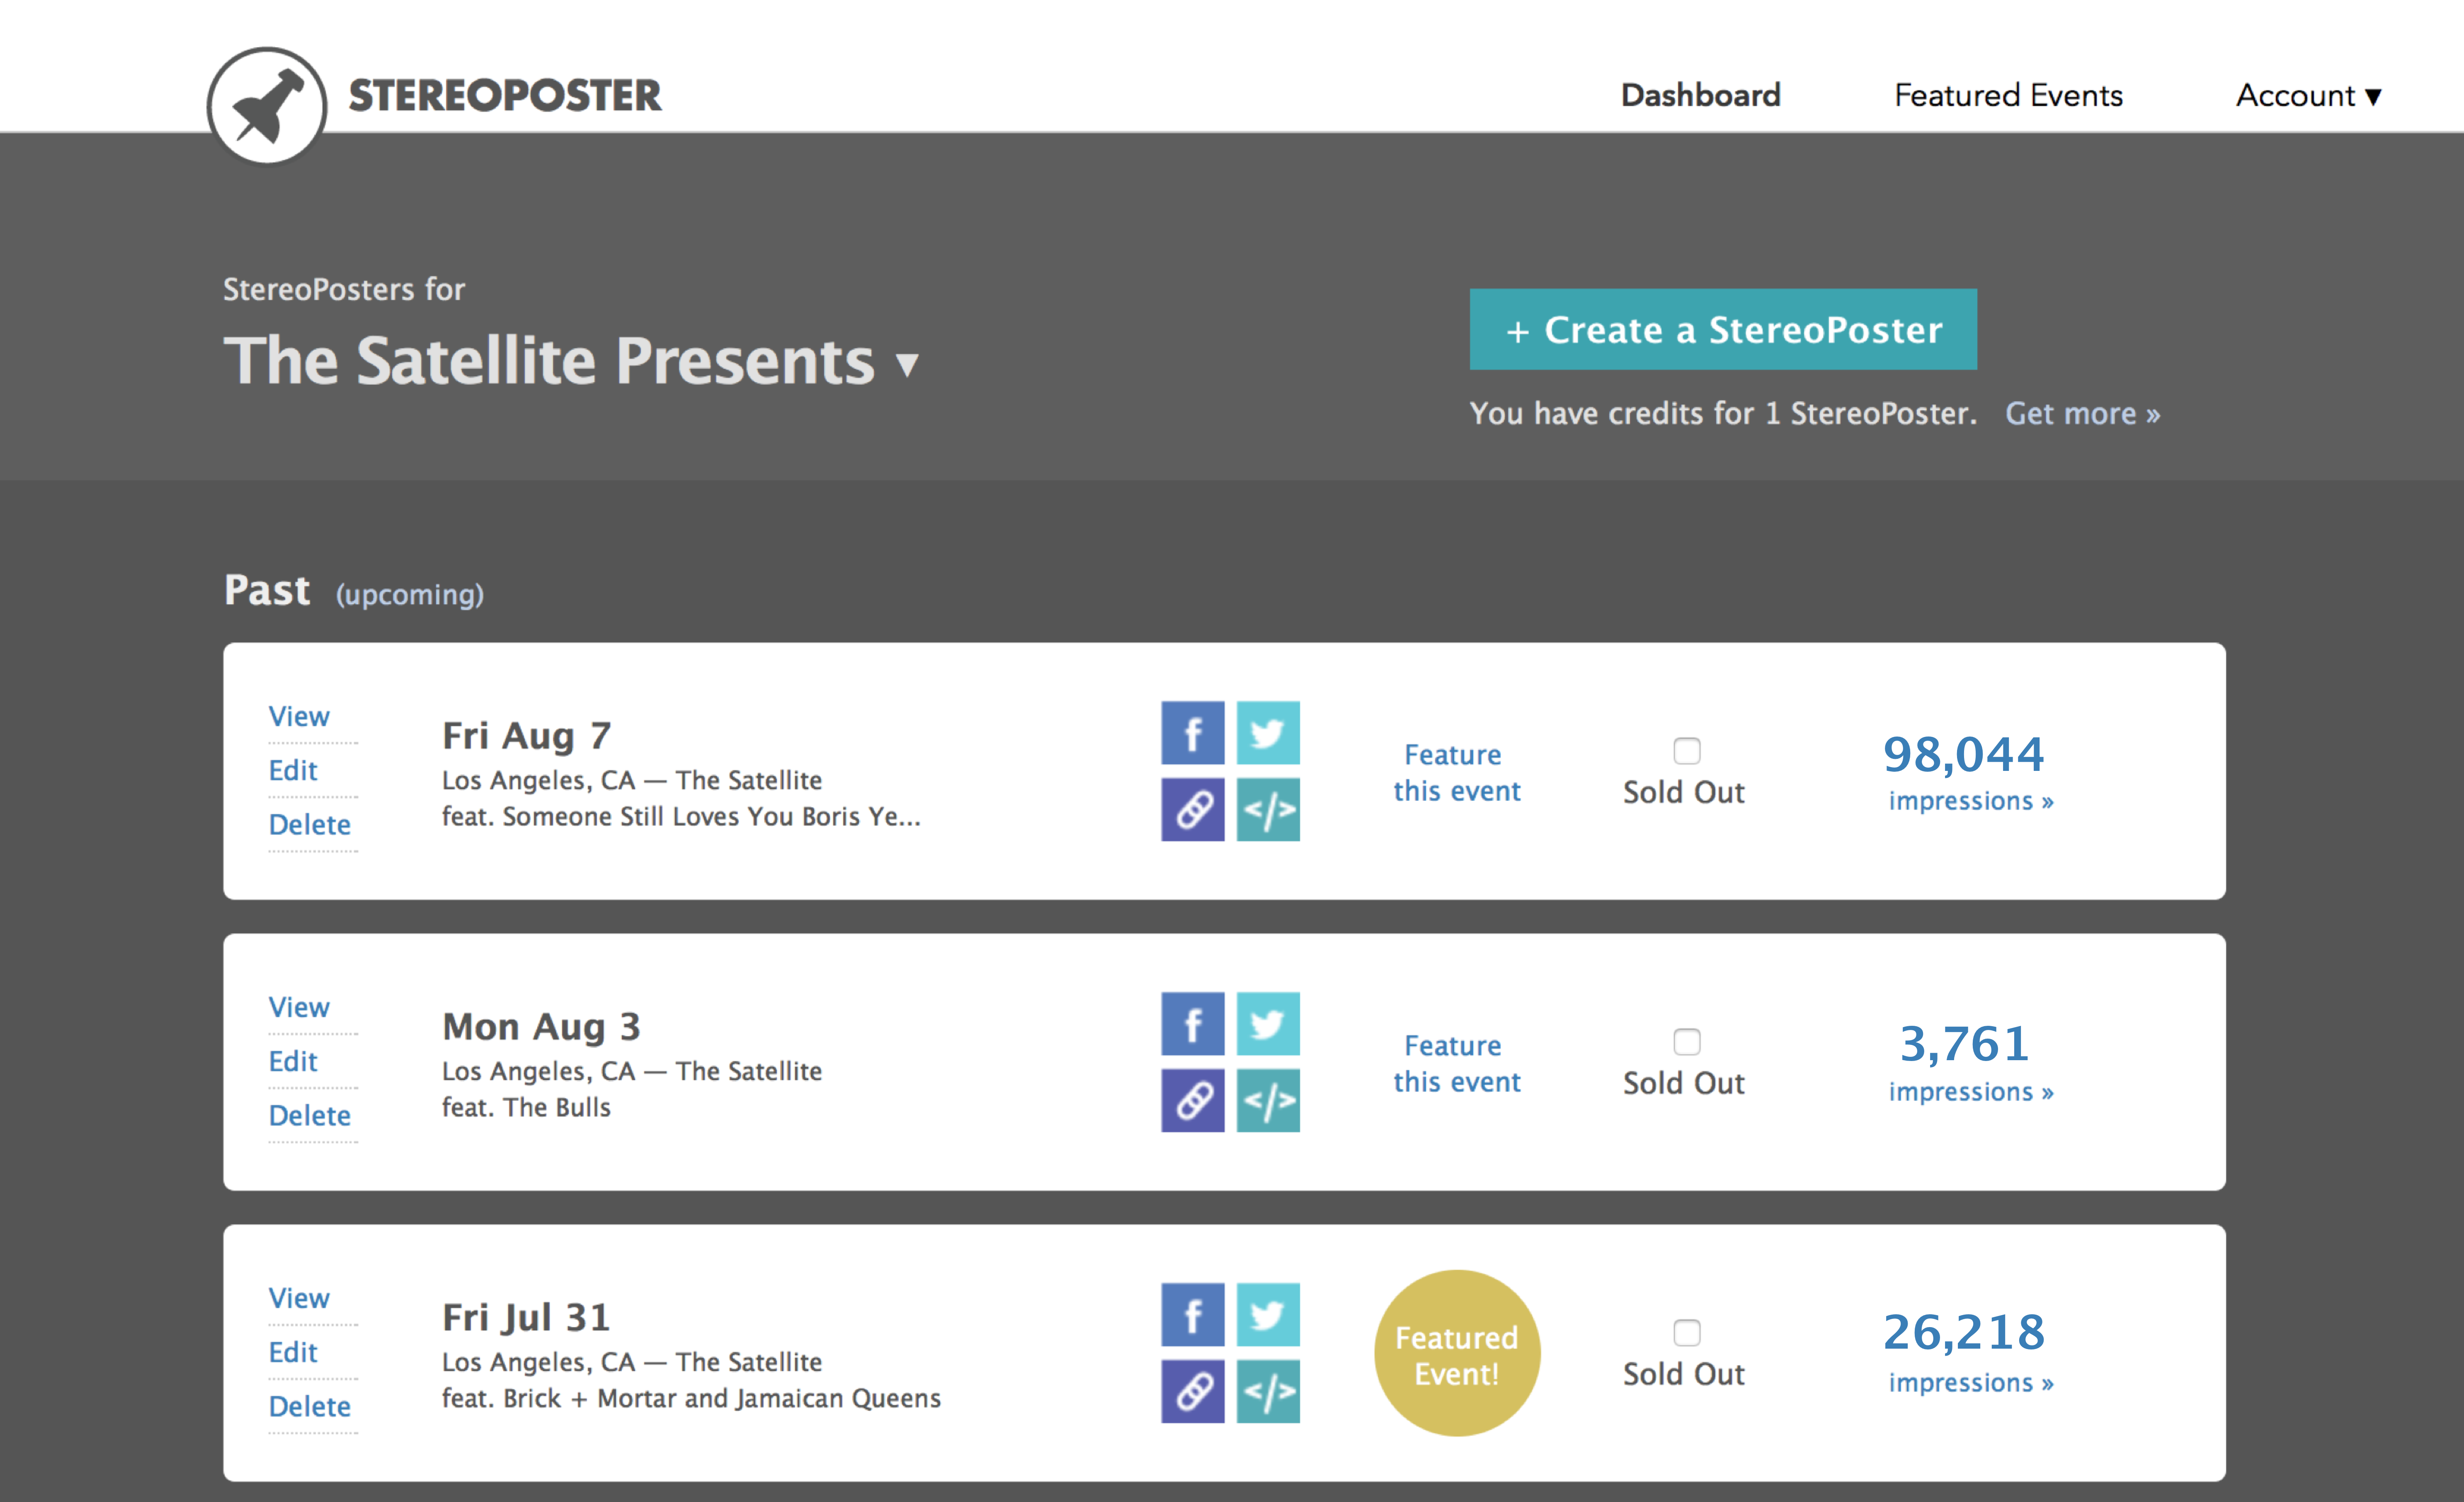 STEREOPOSTER
Dashboard
Featured Events
Account ▼
StereoPosters for
The Satellite Presents ▼
+ Create a StereoPoster
You have credits for 1 StereoPoster. Get more »
Past (upcoming)
View
Edit
Delete
Fri Aug 7
Los Angeles, CA — The Satellite
feat. Someone Still Loves You Boris Ye...
f
</>
Feature
this event
Sold Out
98,044
impressions »
View
Edit
Delete
Mon Aug 3
Los Angeles, CA — The Satellite
feat. The Bulls
f
</>
Feature
this event
Sold Out
3,761
impressions »
View
Edit
Delete
Fri Jul 31
Los Angeles, CA — The Satellite
feat. Brick + Mortar and Jamaican Queens
f
</>
Featured
Event!
Sold Out
26,218
impressions »